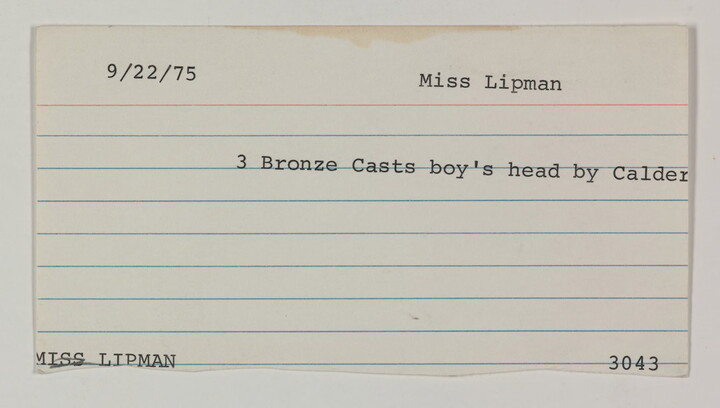 9/22/75 Miss Lipman
3 Bronze Casts boy's head by Calder
MISS LIPMAN 3043